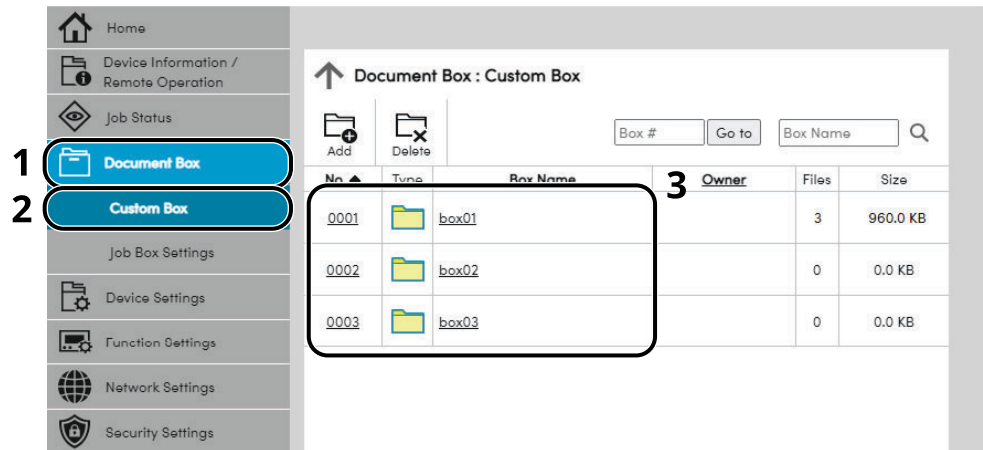 Home
Device Information /
Remote Operation
Job Status
1
Document Box
2
Custom Box
Job Box Settings
Device Settings
Function Settings
Network Settings
Security Settings
Document Box : Custom Box
Add
Delete
Box #
Go to
Box Name
No. Type Box Name 3 Owner Files Size
0001 box01 3 960.0 KB
0002 box02 0 0.0 KB
0003 box03 0 0.0 KB